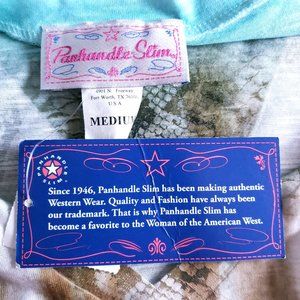 Panhandle Slim
4901 N. Freeway
Fort Worth, TX
USA
MEDIUM
PANHANDLE
SLIM
Since 1946, Panhandle Slim has been making authentic
Western Wear. Quality and Fashion have always been
our trademark. That is why Panhandle Slim has
become a favorite to the Woman of the American West.